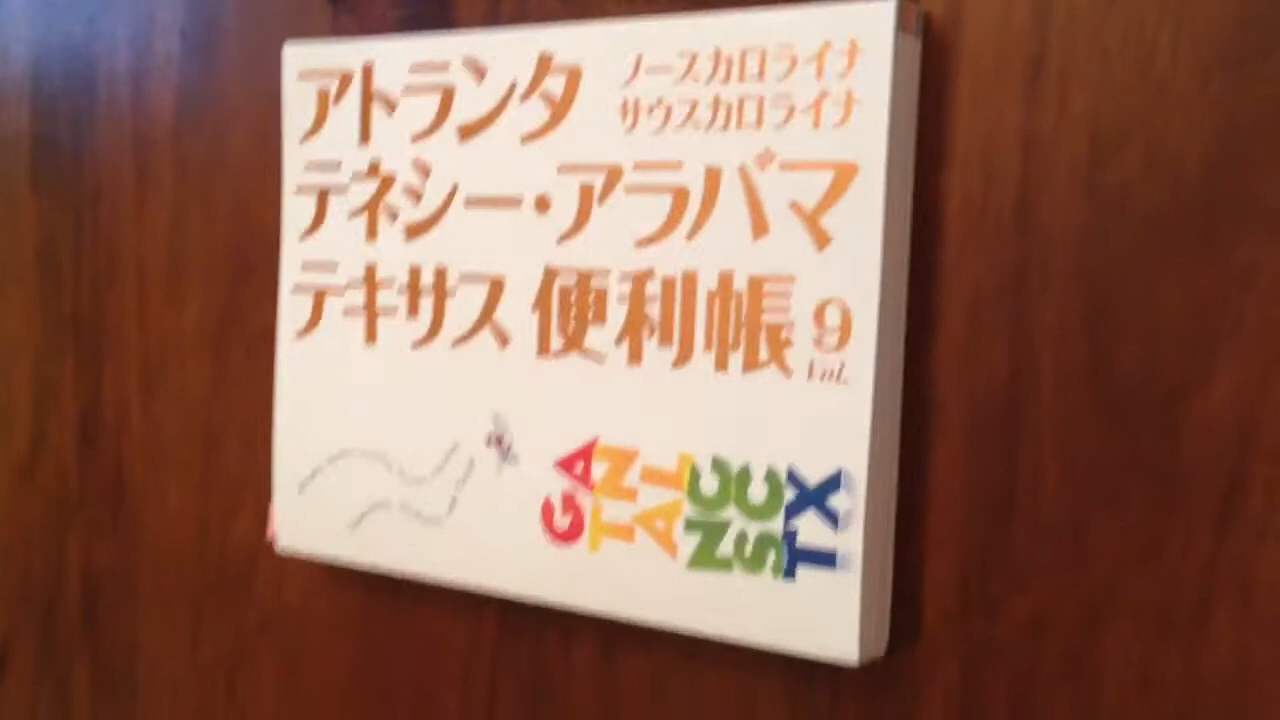 アトランタ
ノースカロライナ
サウスカロライナ
テネシー・アラバマ
テキサス 便利帳 9
Vol.
GA
TN
AL
NC
SC
TX